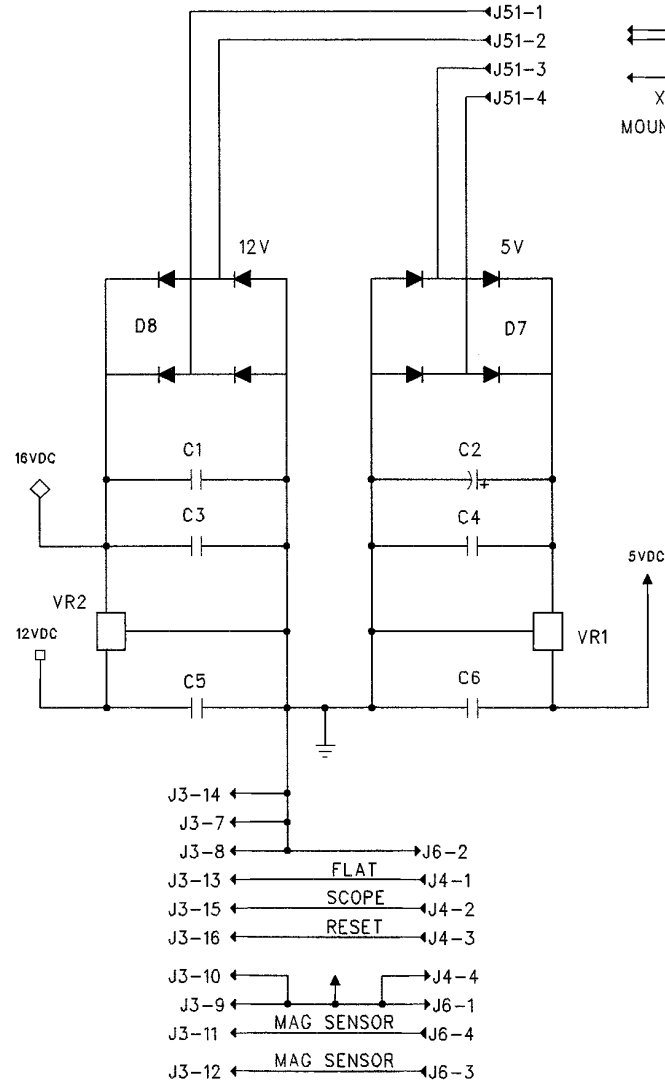 J51-1
J51-2
J51-3
J51-4
X
MOUN
12V
5V
D8
D7
C1
C2
+
16VDC
C3
C4
5VDC
VR2
VR1
12VDC
C5
C6
J3-14
J3-7
J3-8 J6-2
J3-13 FLAT J4-1
J3-15 SCOPE J4-2
J3-16 RESET J4-3
J3-10 J4-4
J3-9 J6-1
J3-11 MAG SENSOR J6-4
J3-12 MAG SENSOR J6-3